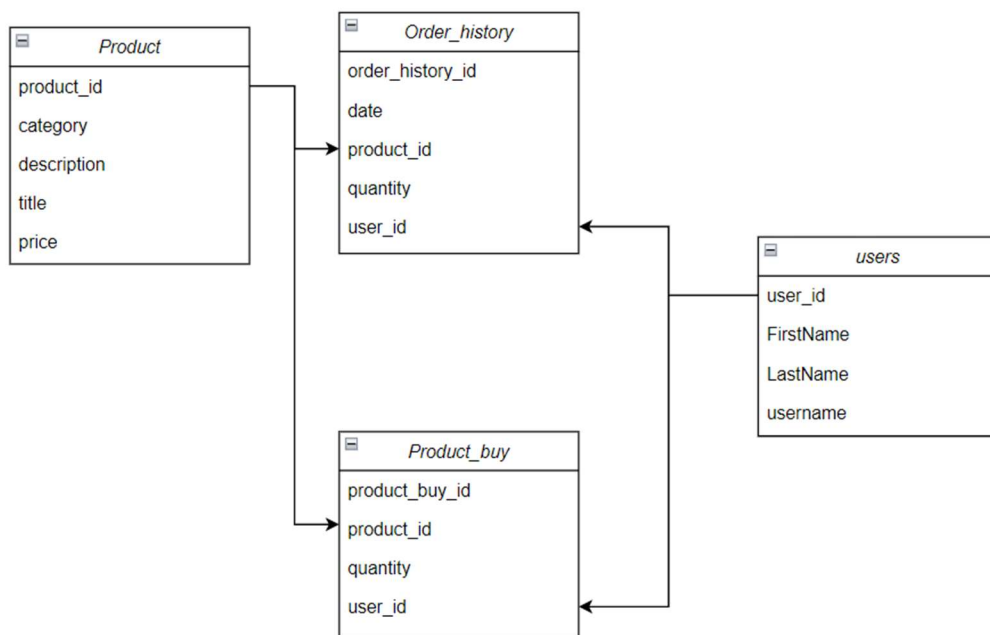 Product
product_id
category
description
title
price
Order_history
order_history_id
date
product_id
quantity
user_id
users
user_id
FirstName
LastName
username
Product_buy
product_buy_id
product_id
quantity
user_id